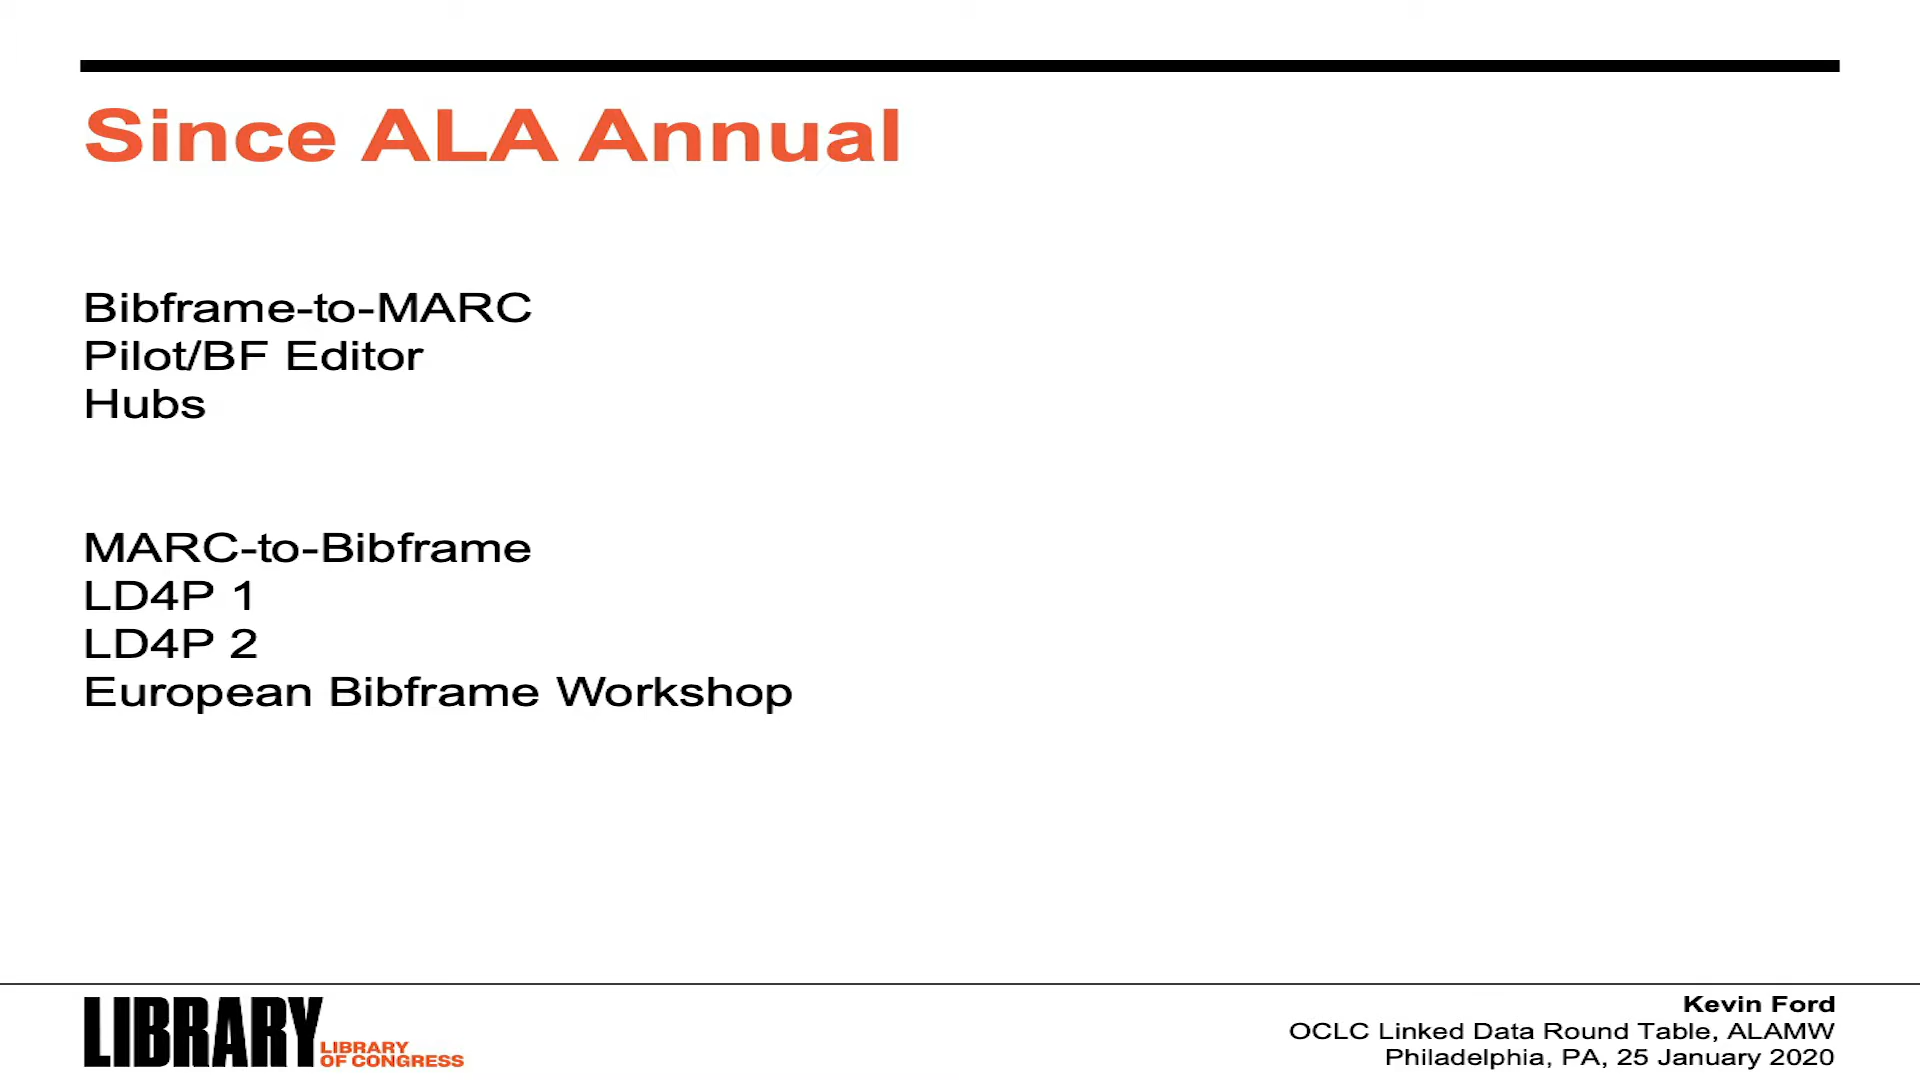 Since ALA Annual
Bibframe-to-MARC
Pilot/BF Editor
Hubs
MARC-to-Bibframe
LD4P 1
LD4P 2
European Bibframe Workshop
LIBRARY
LIBRARY
OF CONGRESS
Kevin Ford
OCLC Linked Data Round Table, ALAMW
Philadelphia, PA, 25 January 2020